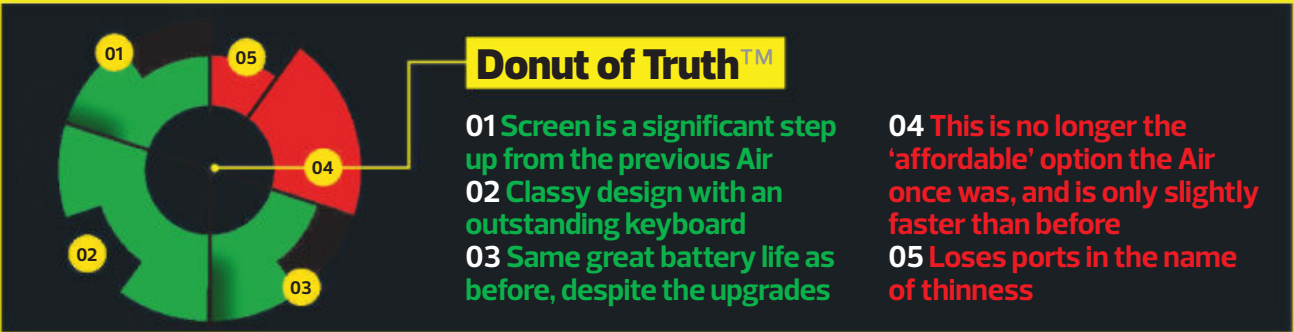 01
05
04
02
03
Donut of Truth™
01 Screen is a significant step
up from the previous Air
02 Classy design with an
outstanding keyboard
03 Same great battery life as
before, despite the upgrades
04 This is no longer the
‘affordable’ option the Air
once was, and is only slightly
faster than before
05 Loses ports in the name
of thinness